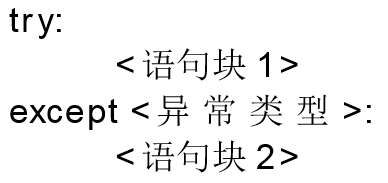 try:
<语句块 1>
except <异 常 类 型 >:
<语句块 2>